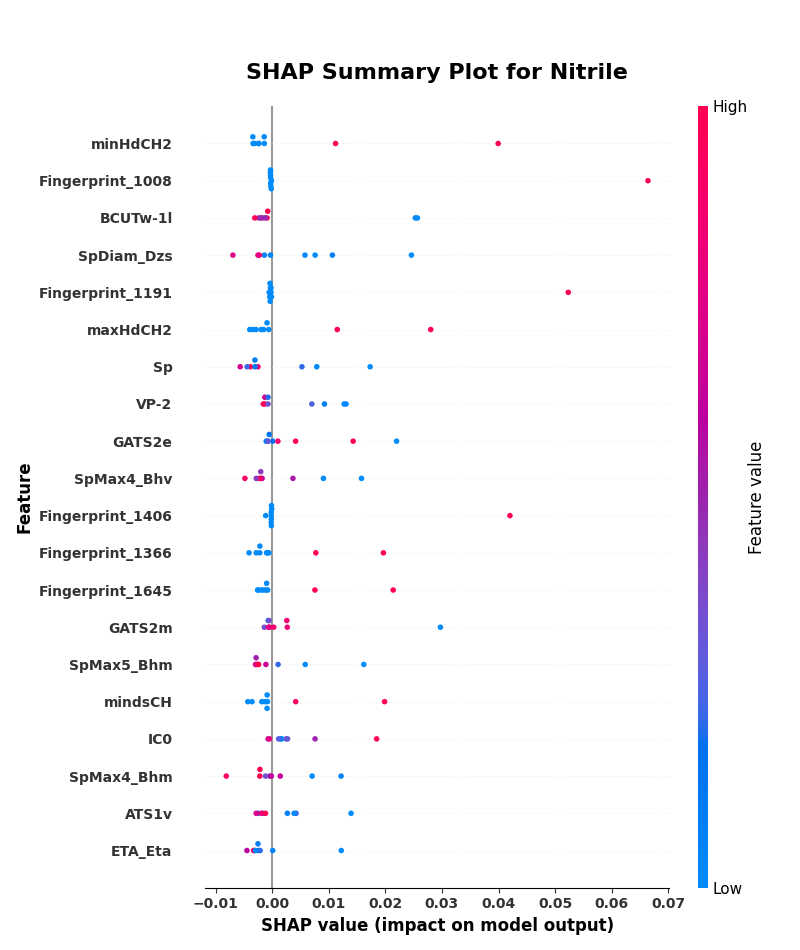 SHAP Summary Plot for Nitrile
High
minHdCH2
Fingerprint_1008
BCUTw-1l
SpDiam_Dzs
Fingerprint_1191
maxHdCH2
Sp
VP-2
GATS2e
SpMax4_Bhv
Fingerprint_1406
Fingerprint_1366
Fingerprint_1645
GATS2m
SpMax5_Bhm
mindsCH
IC0
SpMax4_Bhm
ATS1v
ETA_Eta
Feature
Feature value
Low
−0.01 0.00 0.01 0.02 0.03 0.04 0.05 0.06 0.07
SHAP value (impact on model output)